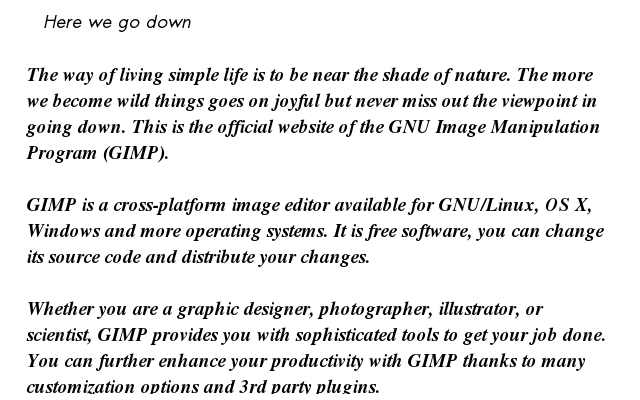 Here we go down
The way of living simple life is to be near the shade of nature. The more
we become wild things goes on joyful but never miss out the viewpoint in
going down. This is the official website of the GNU Image Manipulation
Program (GIMP).
GIMP is a cross-platform image editor available for GNU/Linux, OS X,
Windows and more operating systems. It is free software, you can change
its source code and distribute your changes.
Whether you are a graphic designer, photographer, illustrator, or
scientist, GIMP provides you with sophisticated tools to get your job done.
You can further enhance your productivity with GIMP thanks to many
customization options and 3rd party plugins.